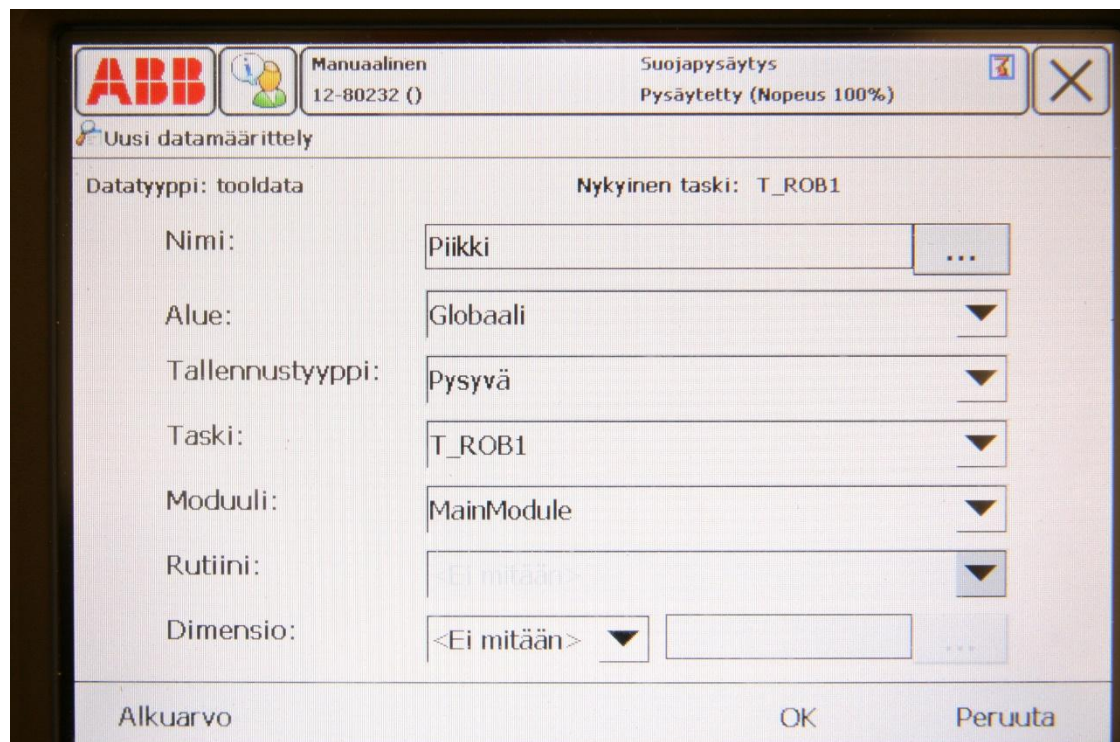 ABB
Manuaalinen
Suojapysäytys
12-80232 ()
Pysäytetty (Nopeus 100%)
Uusi datamäärittely
Datatyyppi: tooldata
Nykyinen taski: T_ROB1
Nimi:
Piikki
...
Alue:
Globaali
Tallennustyyppi:
Pysyvä
Taski:
T_ROB1
Moduuli:
MainModule
Rutiini:
<Ei mitään>
Dimensio:
<Ei mitään>
...
Alkuarvo
OK
Peruuta